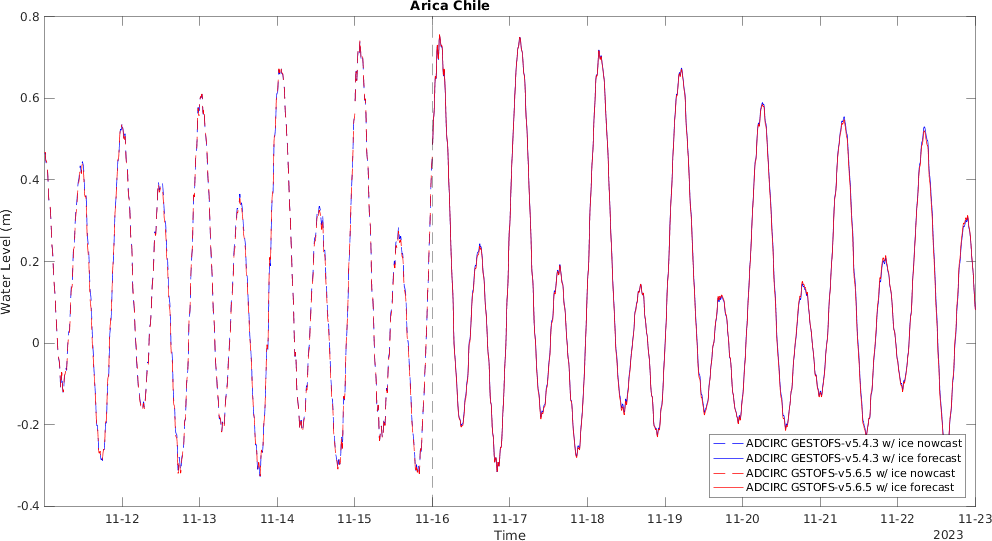 Arica Chile
0.8
0.6
0.4
0.2
0
-0.2
-0.4
Water Level (m)
ADCIRC GESTOFS-v5.4.3 w/ ice nowcast
ADCIRC GESTOFS-v5.4.3 w/ ice forecast
ADCIRC GSTOFS-v5.6.5 w/ ice nowcast
ADCIRC GSTOFS-v5.6.5 w/ ice forecast
11-12 11-13 11-14 11-15 11-16 11-17 11-18 11-19 11-20 11-21 11-22 11-23
Time
2023